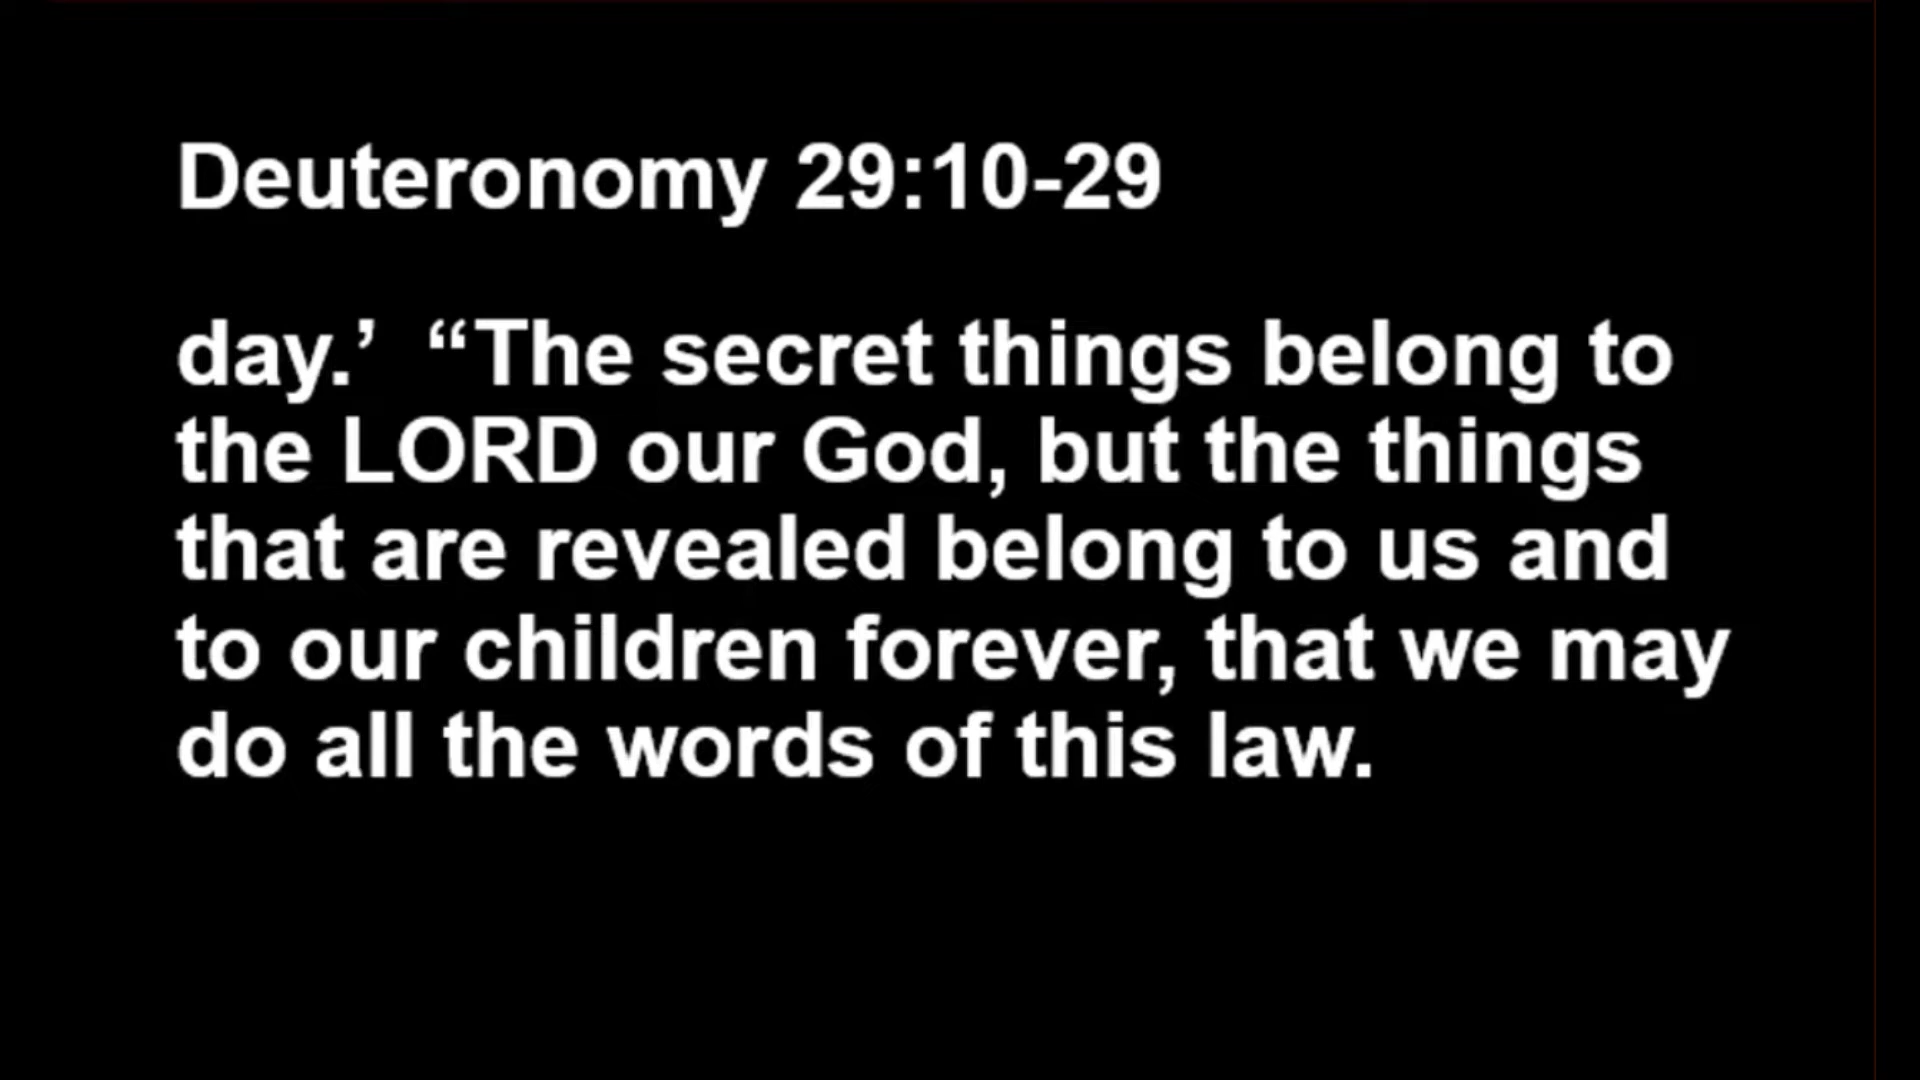 Deuteronomy 29:10-29
day.’  “The secret things belong to
the LORD our God, but the things
that are revealed belong to us and
to our children forever, that we may
do all the words of this law.